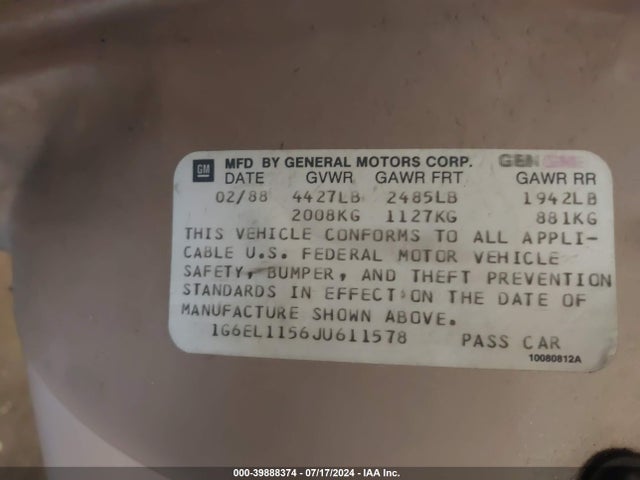 GM MFD BY GENERAL MOTORS CORP. GEN GME
DATE GVWR GAWR FRT GAWR RR
02/88 4427LB 2485LB 1942LB
2008KG 1127KG 881KG
THIS VEHICLE CONFORMS TO ALL APPLI-
CABLE U.S. FEDERAL MOTOR VEHICLE
SAFETY, BUMPER, AND THEFT PREVENTION
STANDARDS IN EFFECT ON THE DATE OF
MANUFACTURE SHOWN ABOVE.
1G6EL1156JU611578 PASS CAR
10080812A
000-39888374 - 07/17/2024 - IAA Inc.